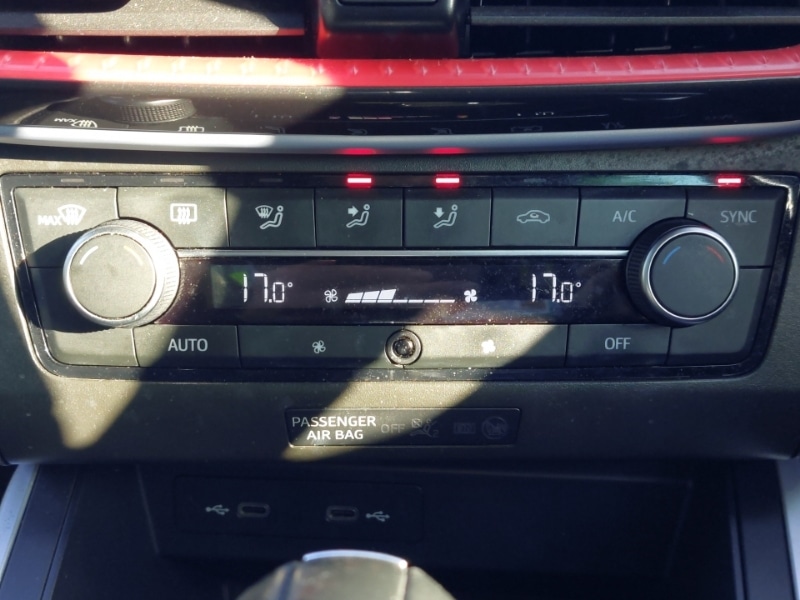 MAX
A/C
SYNC
17.0°
17.0°
AUTO
OFF
PASSENGER
AIR BAG
OFF